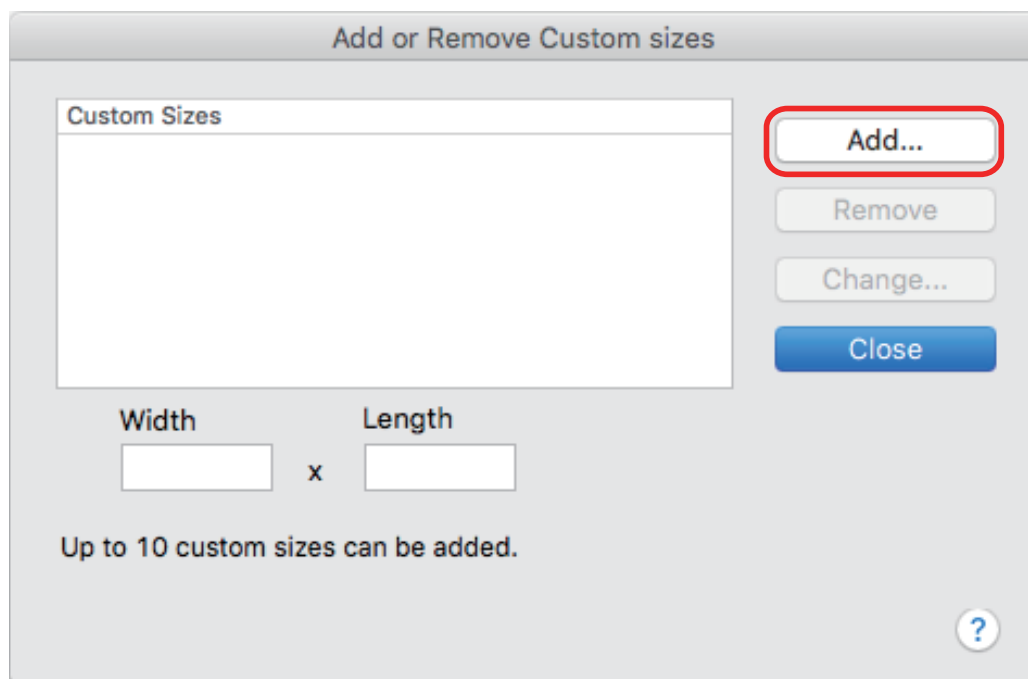 Add or Remove Custom sizes
Custom Sizes
Add...
Remove
Change...
Close
Width
Length
x
Up to 10 custom sizes can be added.
?